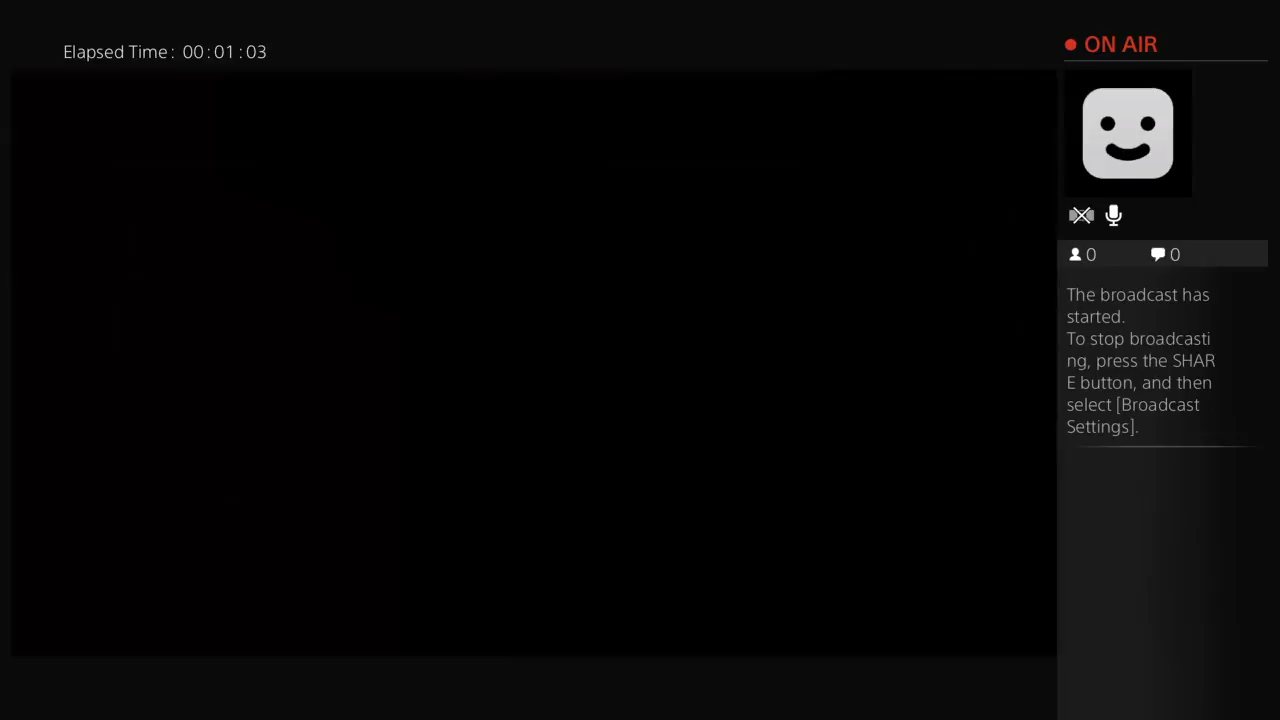 Elapsed Time: 00:01:03
ON AIR
0 0
The broadcast has
started.
To stop broadcasti
ng, press the SHAR
E button, and then
select [Broadcast
Settings].